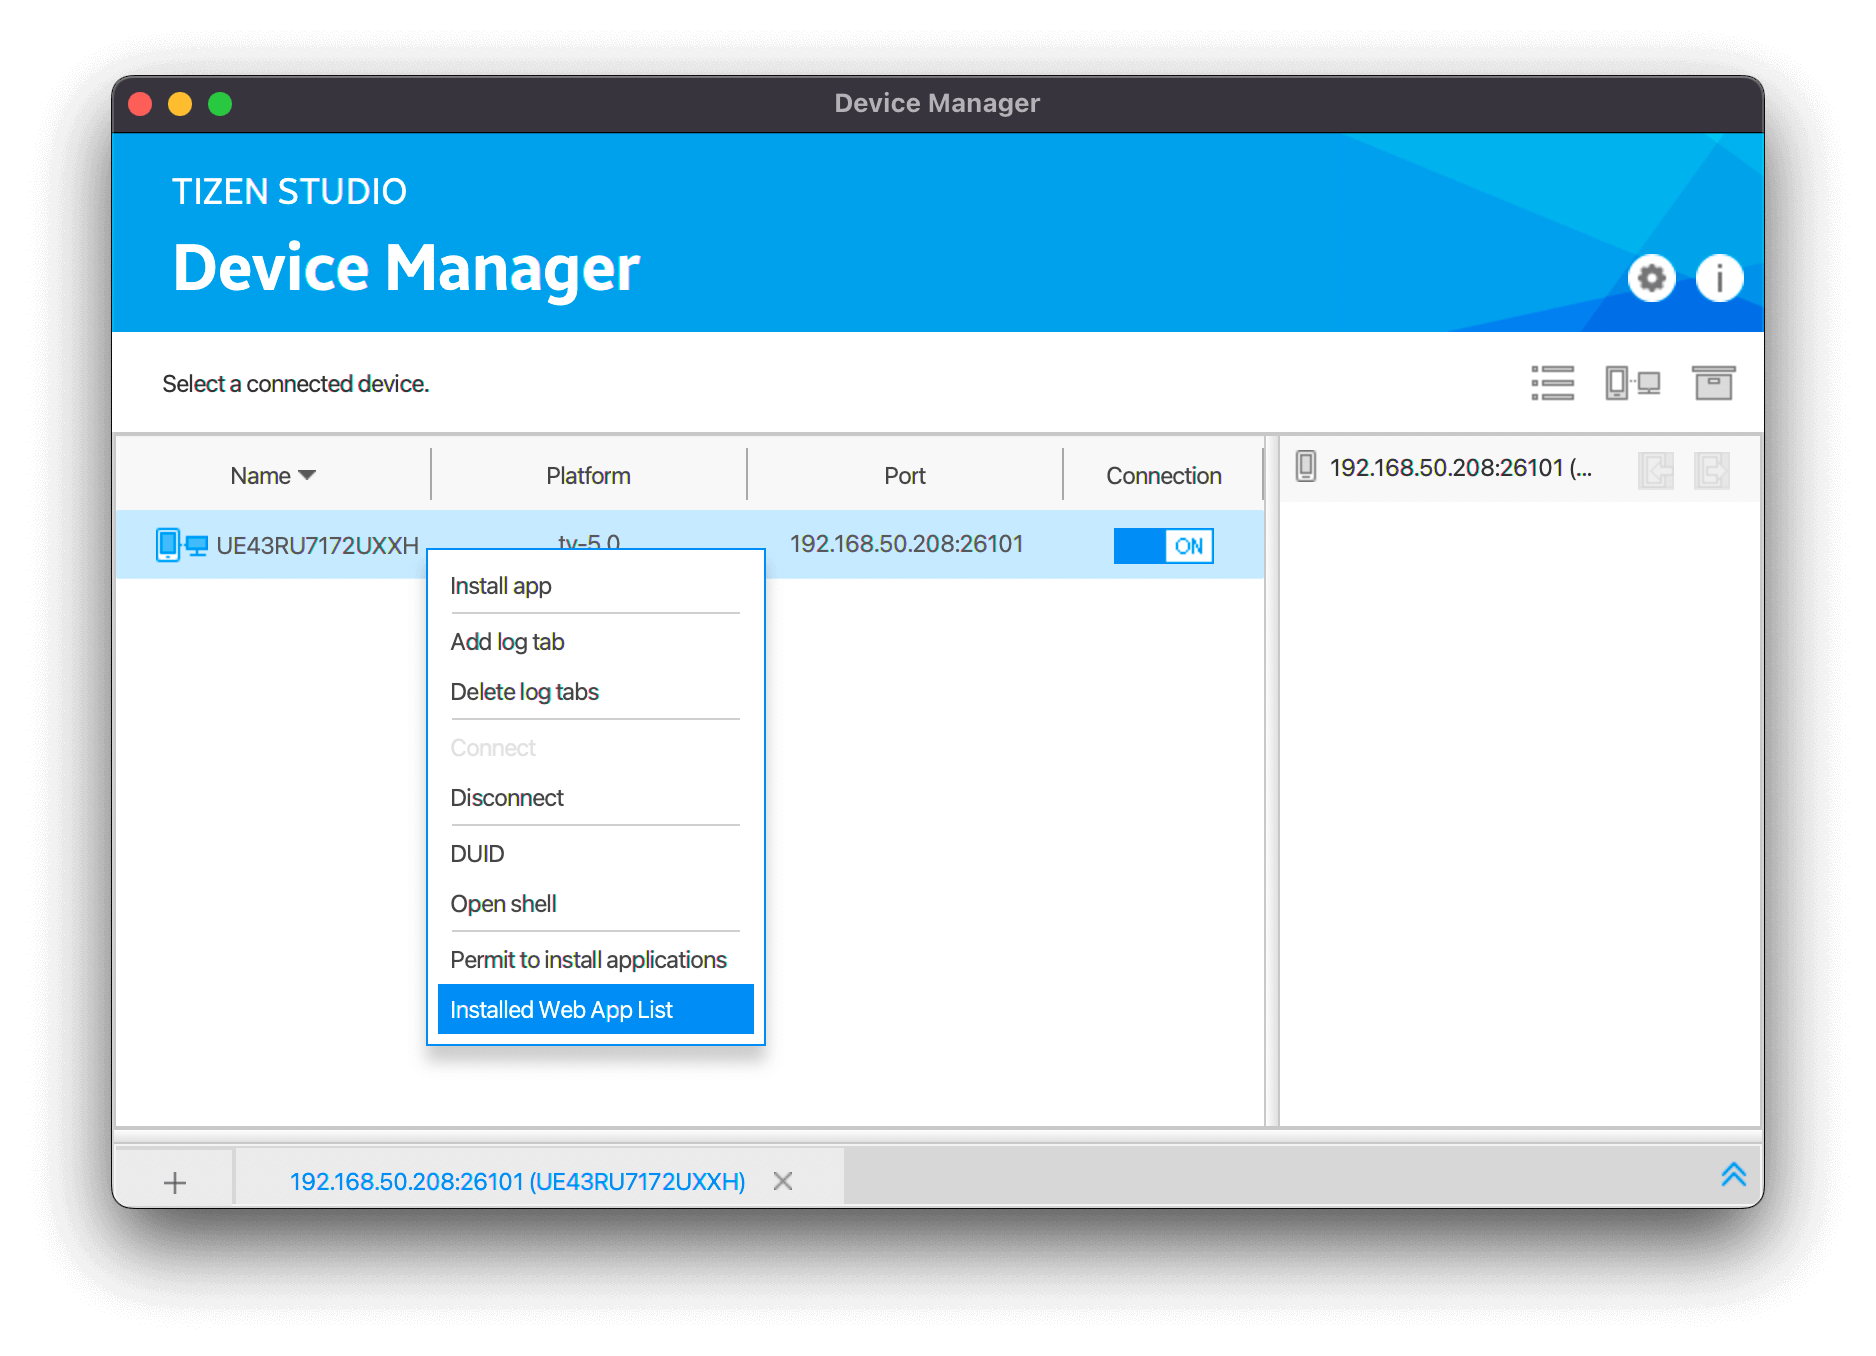 Device Manager
TIZEN STUDIO
Device Manager
Select a connected device.
Name Platform Port Connection
192.168.50.208:26101 (...
UE43RU7172UXXH tv-5.0 192.168.50.208:26101 ON
Install app
Add log tab
Delete log tabs
Connect
Disconnect
DUID
Open shell
Permit to install applications
Installed Web App List
192.168.50.208:26101 (UE43RU7172UXXH)